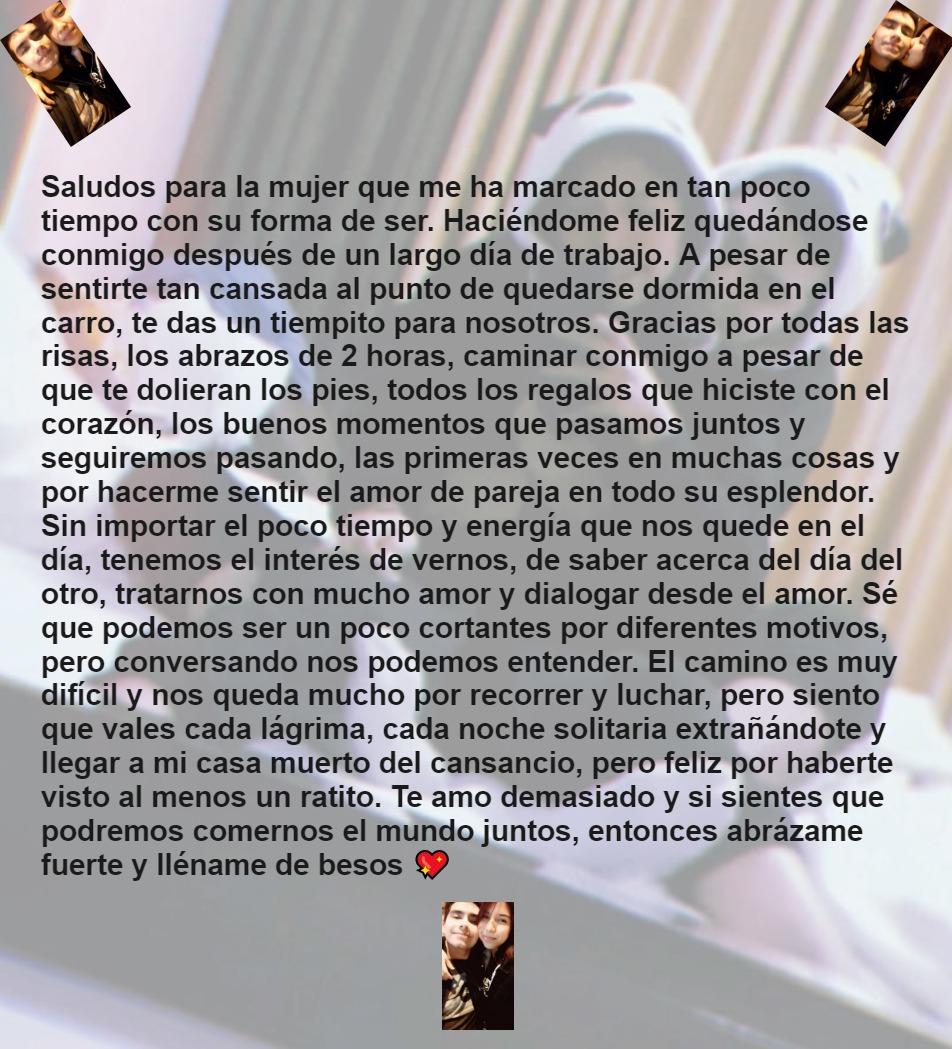 Saludos para la mujer que me ha marcado en tan poco
tiempo con su forma de ser. Haciéndome feliz quedándose
conmigo después de un largo día de trabajo. A pesar de
sentirte tan cansada al punto de quedarse dormida en el
carro, te das un tiempito para nosotros. Gracias por todas las
risas, los abrazos de 2 horas, caminar conmigo a pesar de
que te dolieran los pies, todos los regalos que hiciste con el
corazón, los buenos momentos que pasamos juntos y
seguiremos pasando, las primeras veces en muchas cosas y
por hacerme sentir el amor de pareja en todo su esplendor.
Sin importar el poco tiempo y energía que nos quede en el
día, tenemos el interés de vernos, de saber acerca del día del
otro, tratarnos con mucho amor y dialogar desde el amor. Sé
que podemos ser un poco cortantes por diferentes motivos,
pero conversando nos podemos entender. El camino es muy
difícil y nos queda mucho por recorrer y luchar, pero siento
que vales cada lágrima, cada noche solitaria extrañándote y
llegar a mi casa muerto del cansancio, pero feliz por haberte
visto al menos un ratito. Te amo demasiado y si sientes que
podremos comernos el mundo juntos, entonces abrázame
fuerte y lléname de besos 💖